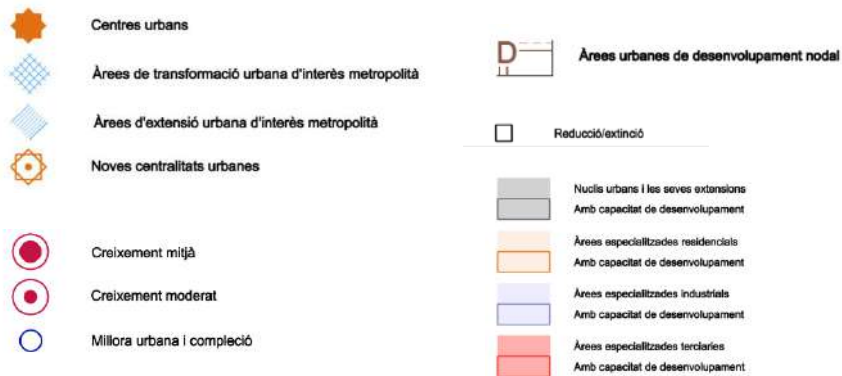 Centres urbans
Àrees de transformació urbana d'interès metropolità
Àrees d'extensió urbana d'interès metropolità
Noves centralitats urbanes
Creixement mitjà
Creixement moderat
Millora urbana i compleció
D
Àrees urbanes de desenvolupament nodal
Reducció/extinció
Nuclis urbans i les seves extensions
Amb capacitat de desenvolupament
Àrees especialitzades residencials
Amb capacitat de desenvolupament
Àrees especialitzades industrials
Amb capacitat de desenvolupament
Àrees especialitzades terciaries
Amb capacitat de desenvolupament